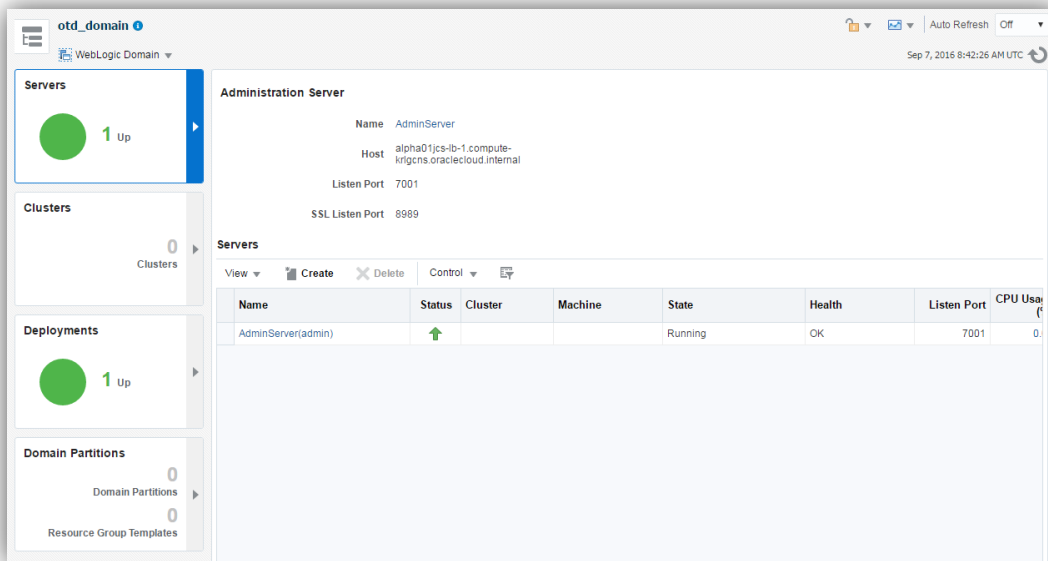 otd_domain
Auto Refresh Off
WebLogic Domain
Sep 7, 2016 8:42:26 AM UTC
Servers
1 Up
Clusters
0
Clusters
Deployments
1 Up
Domain Partitions
0
Domain Partitions
0
Resource Group Templates
Administration Server
Name AdminServer
Host alpha01jcs-lb-1.compute-
krlgcns.oraclecloud.internal
Listen Port 7001
SSL Listen Port 8989
Servers
View Create Delete Control
Name Status Cluster Machine State Health Listen Port CPU
AdminServer(admin) Running OK 7001 0.